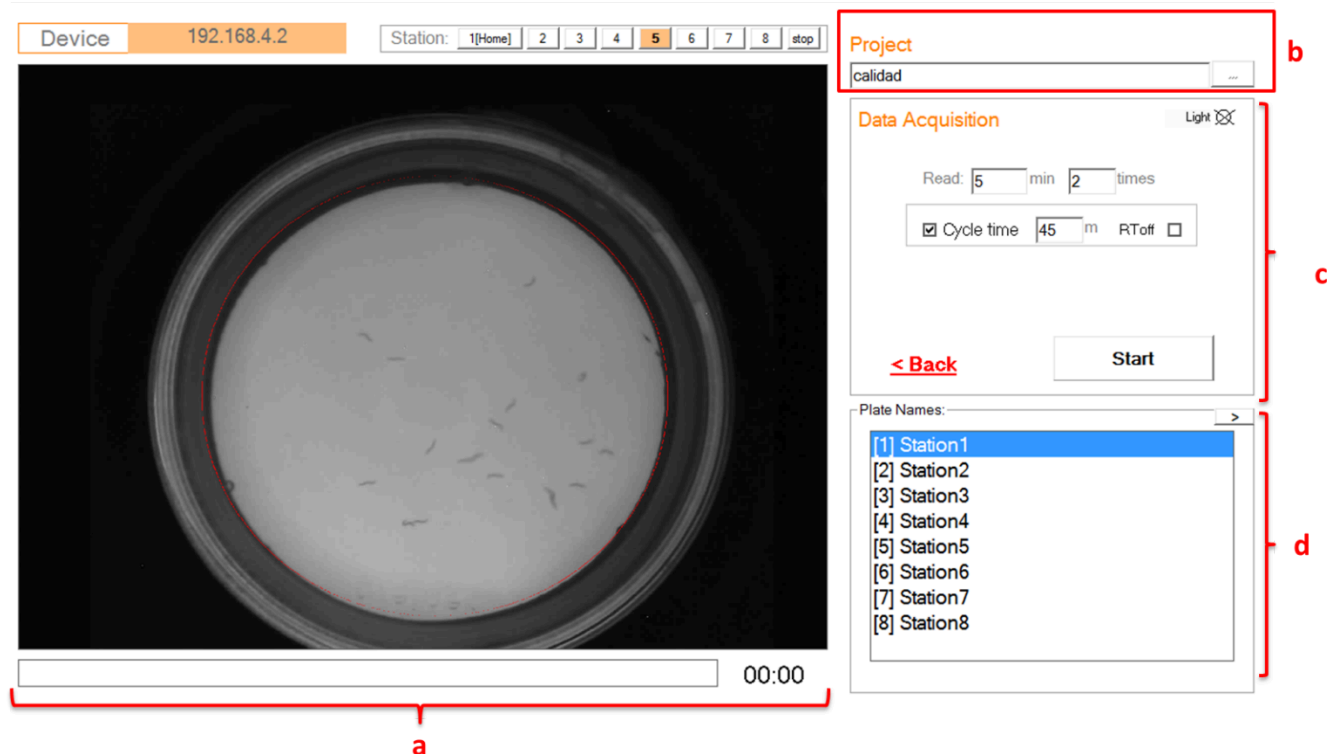 Device 192.168.4.2
Station: 1[Home] 2 3 4 5 6 7 8 stop
Project
calidad ...
b
Data Acquisition Light
Read: 5 min 2 times
Cycle time 45 m RToff
c
< Back Start
Plate Names: >
[1] Station1
[2] Station2
[3] Station3
[4] Station4
[5] Station5
[6] Station6
[7] Station7
[8] Station8
d
00:00
a